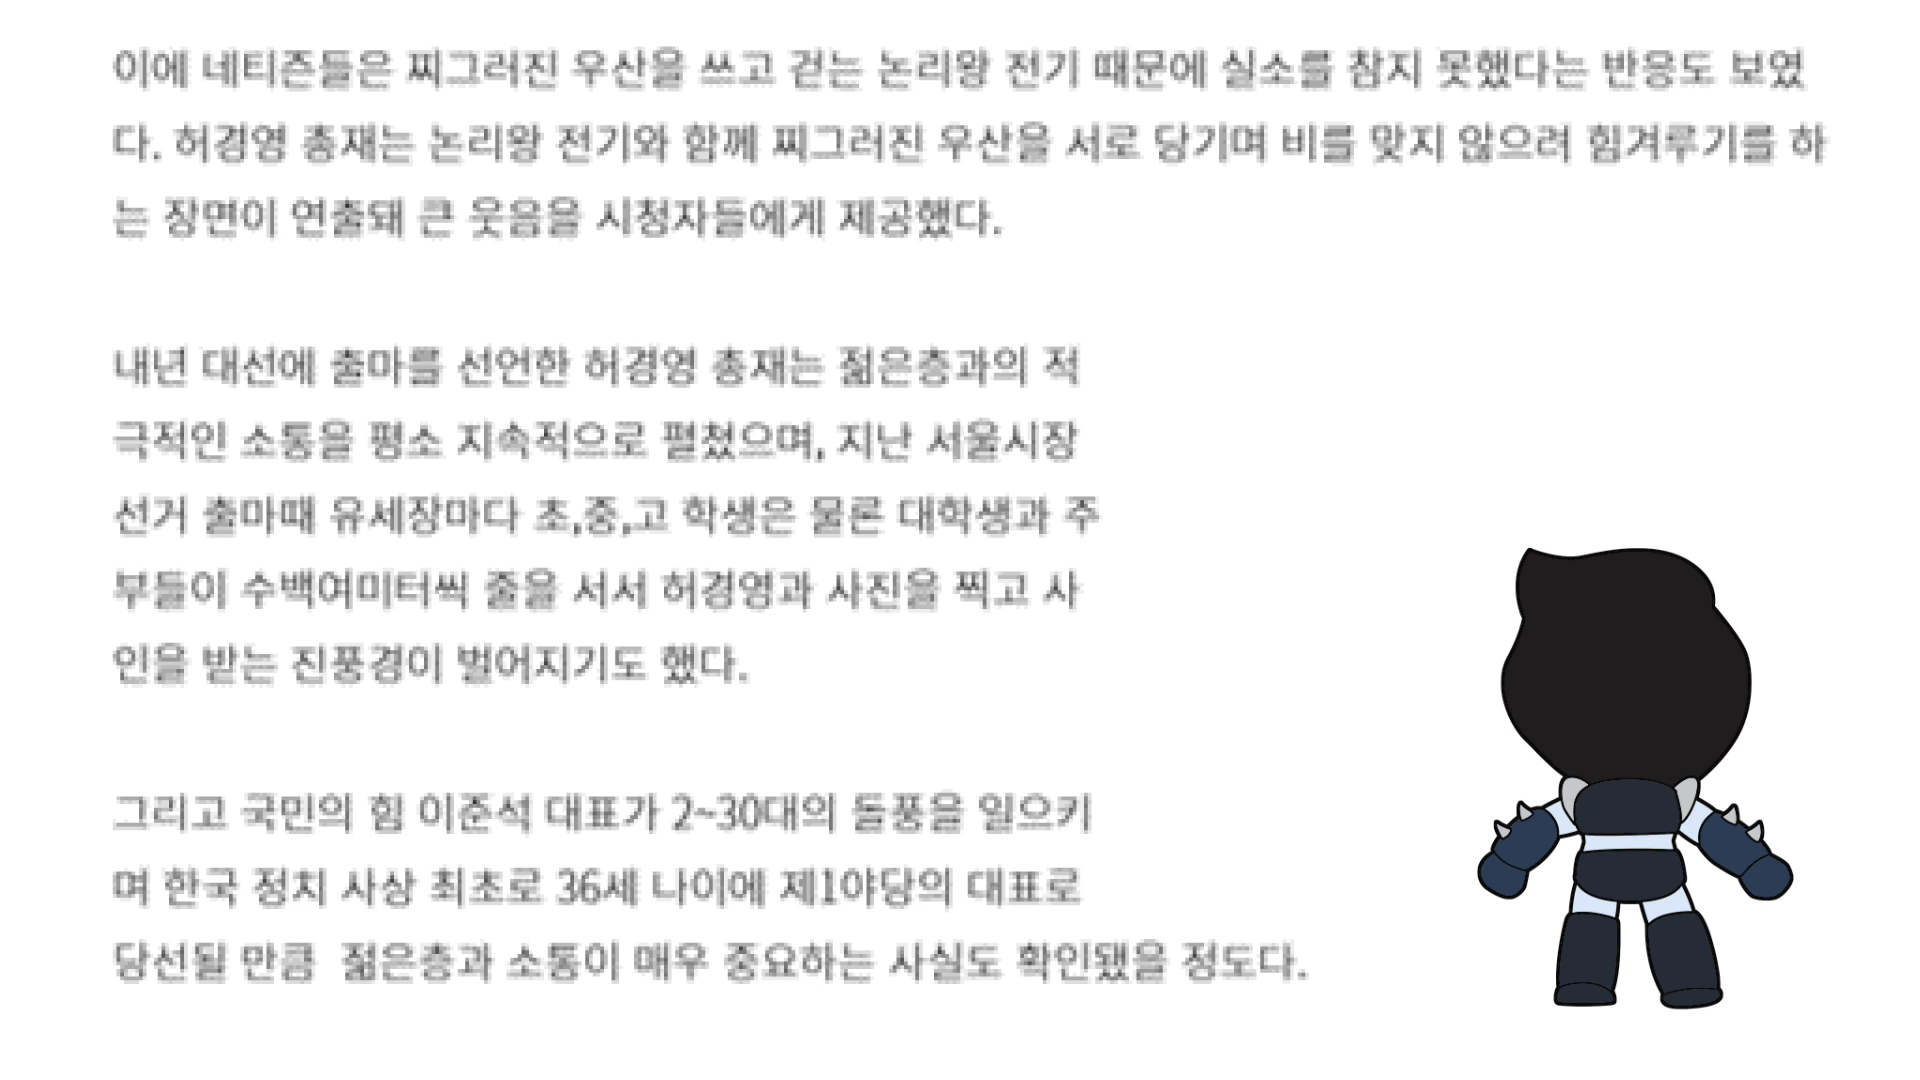 이에 네티즌들은 찌그러진 우산을 쓰고 걷는 논리왕 전기 때문에 실소를 참지 못했다는 반응도 보였
다. 허경영 총재는 논리왕 전기와 함께 찌그러진 우산을 서로 당기며 비를 맞지 않으려 힘겨루기를 하
는 장면이 연출돼 큰 웃음을 시청자들에게 제공했다.
내년 대선에 출마를 선언한 허경영 총재는 젊은층과의 적
극적인 소통을 평소 지속적으로 펼쳤으며, 지난 서울시장
선거 출마때 유세장마다 초,중,고 학생은 물론 대학생과 주
부들이 수백여미터씩 줄을 서서 허경영과 사진을 찍고 사
인을 받는 진풍경이 벌어지기도 했다.
그리고 국민의 힘 이준석 대표가 2~30대의 돌풍을 일으키
며 한국 정치 사상 최초로 36세 나이에 제1야당의 대표로
당선될 만큼  젊은층과 소통이 매우 중요하는 사실도 확인됐을 정도다.